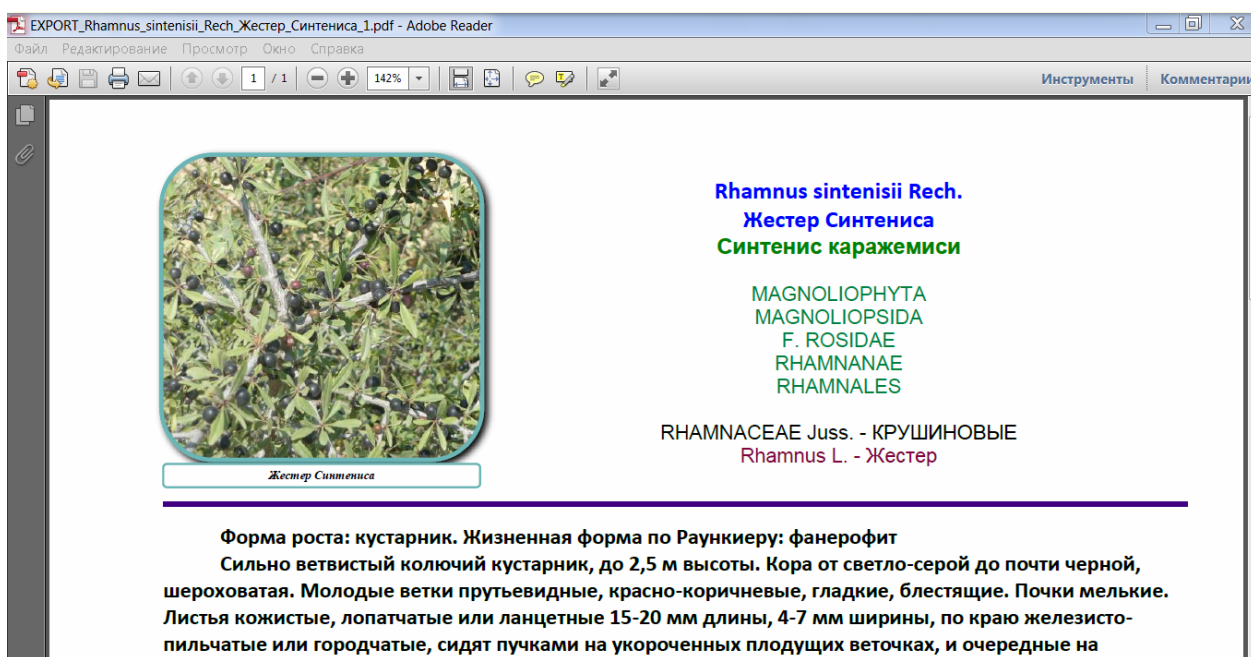 EXPORT_Rhamnus_sintenisii_Rech_Жестер_Синтениса_1.pdf - Adobe Reader
Файл Редактирование Просмотр Окно Справка
1 / 1 142% Инструменты Комментарии
Rhamnus sintenisii Rech.
Жестер Синтениса
Синтенис каражемиси
MAGNOLIOPHYTA
MAGNOLIOPSIDA
F. ROSIDAE
RHAMNANAE
RHAMNALES
RHAMNACEAE Juss. - КРУШИНОВЫЕ
Rhamnus L. - Жестер
Жестер Синтениса
Форма роста: кустарник. Жизненная форма по Раункиеру: фанерофит
Сильно ветвистый колючий кустарник, до 2,5 м высоты. Кора от светло-серой до почти черной,
шероховатая. Молодые ветки прутьевидные, красно-коричневые, гладкие, блестящие. Почки мелькие.
Листья кожистые, лопатчатые или ланцетные 15-20 мм длины, 4-7 мм ширины, по краю железисто-
пильчатые или городчатые, сидят пучками на укороченных плодущих веточках, и очередные на